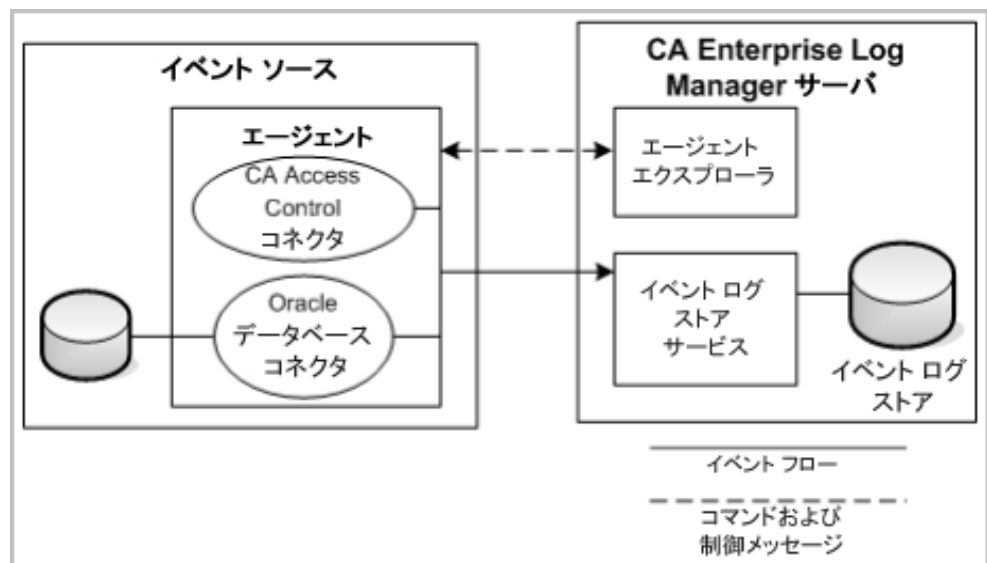 イベント ソース
エージェント
CA Access
Control
コネクタ
Oracle
データベース
コネクタ
CA Enterprise Log
Manager サーバ
エージェント
エクスプローラ
イベント ログ
ストア
サービス
イベント ログ
ストア
イベント フロー
コマンドおよび
制御メッセージ